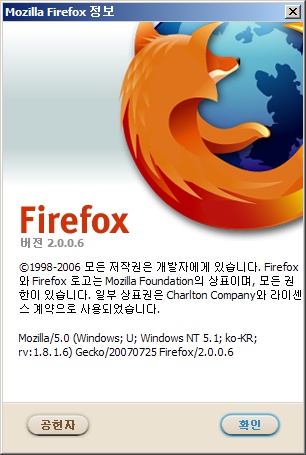 Mozilla Firefox 정보
Firefox
버전 2.0.0.6
©1998-2006 모든 저작권은 개발자에게 있습니다. Firefox
와 Firefox 로고는 Mozilla Foundation의 상표이며, 모든 권
한이 있습니다. 일부 상표권은 Charlton Company와 라이센
스 계약으로 사용되었습니다.
Mozilla/5.0 (Windows; U; Windows NT 5.1; ko-KR;
rv:1.8.1.6) Gecko/20070725 Firefox/2.0.0.6
공헌자
확인